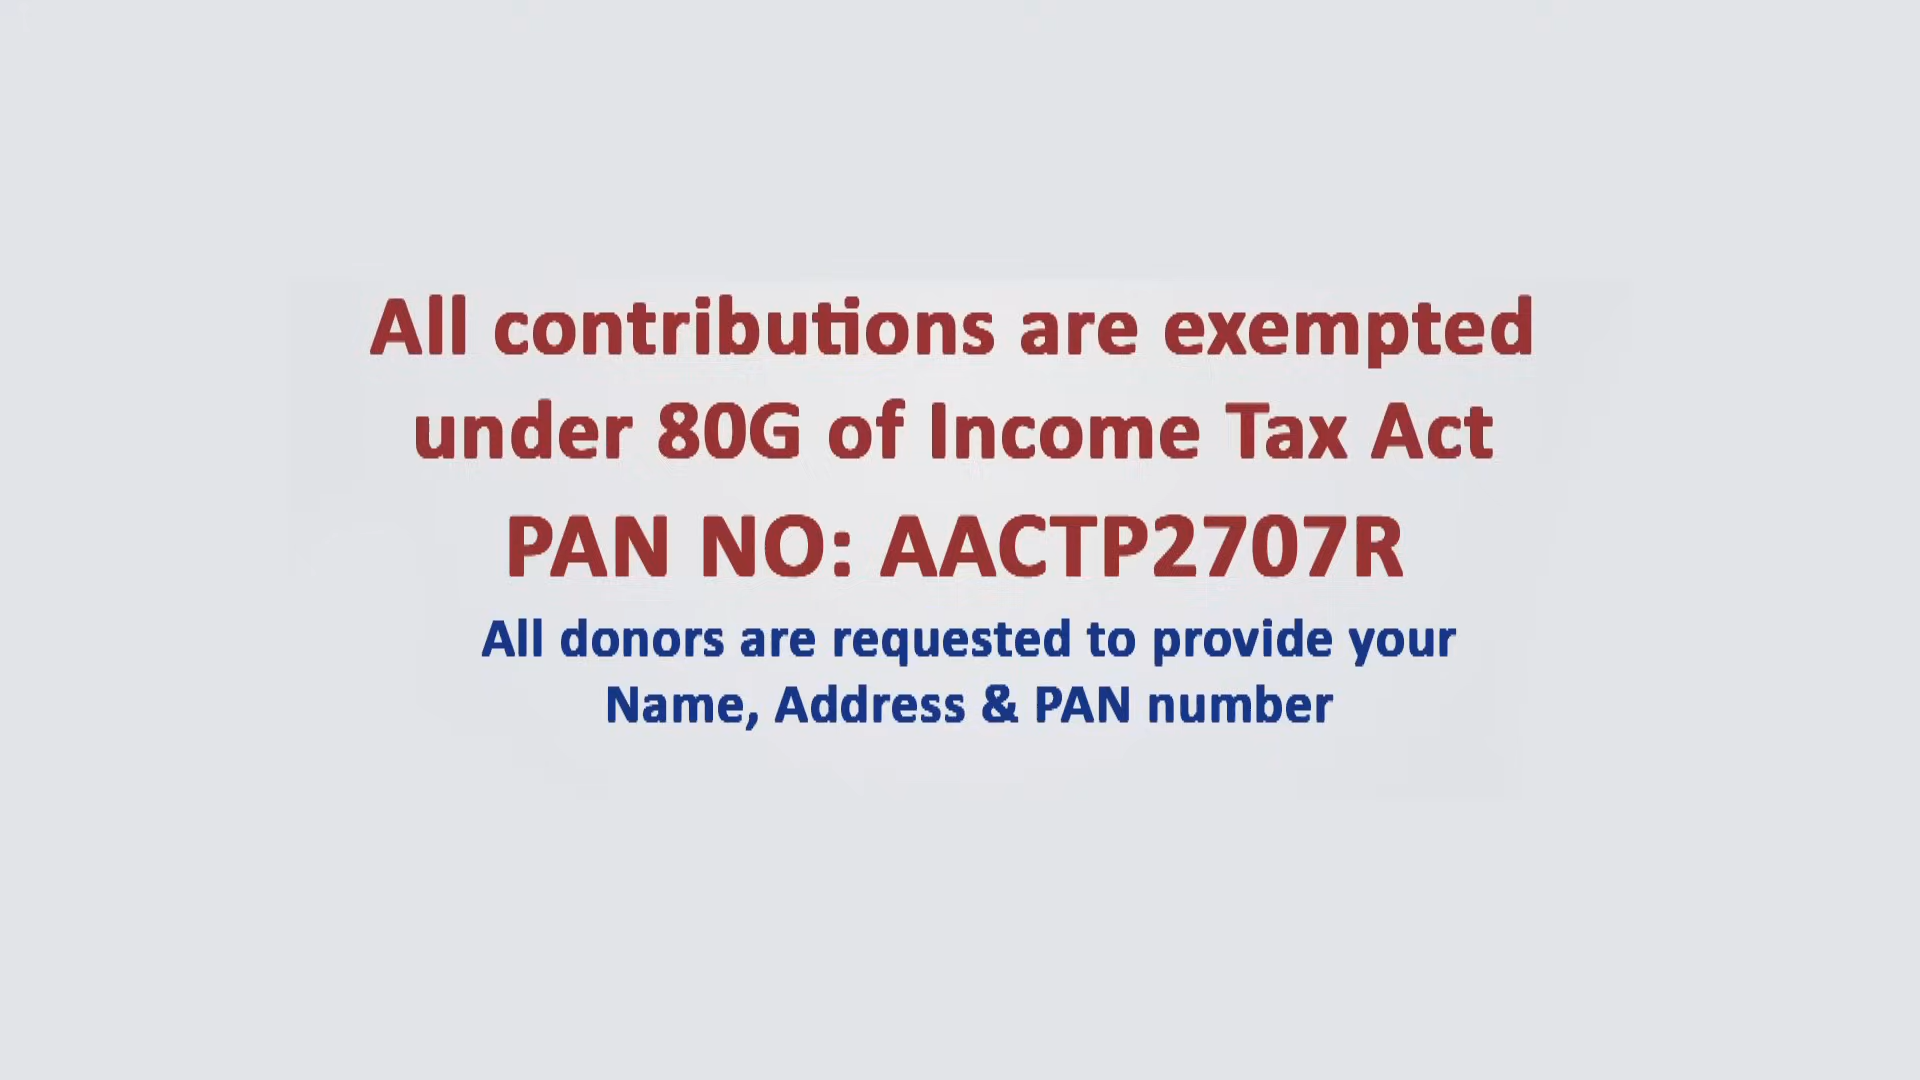 All contributions are exempted
under 80G of Income Tax Act
PAN NO: AACTP2707R
All donors are requested to provide your
Name, Address & PAN number